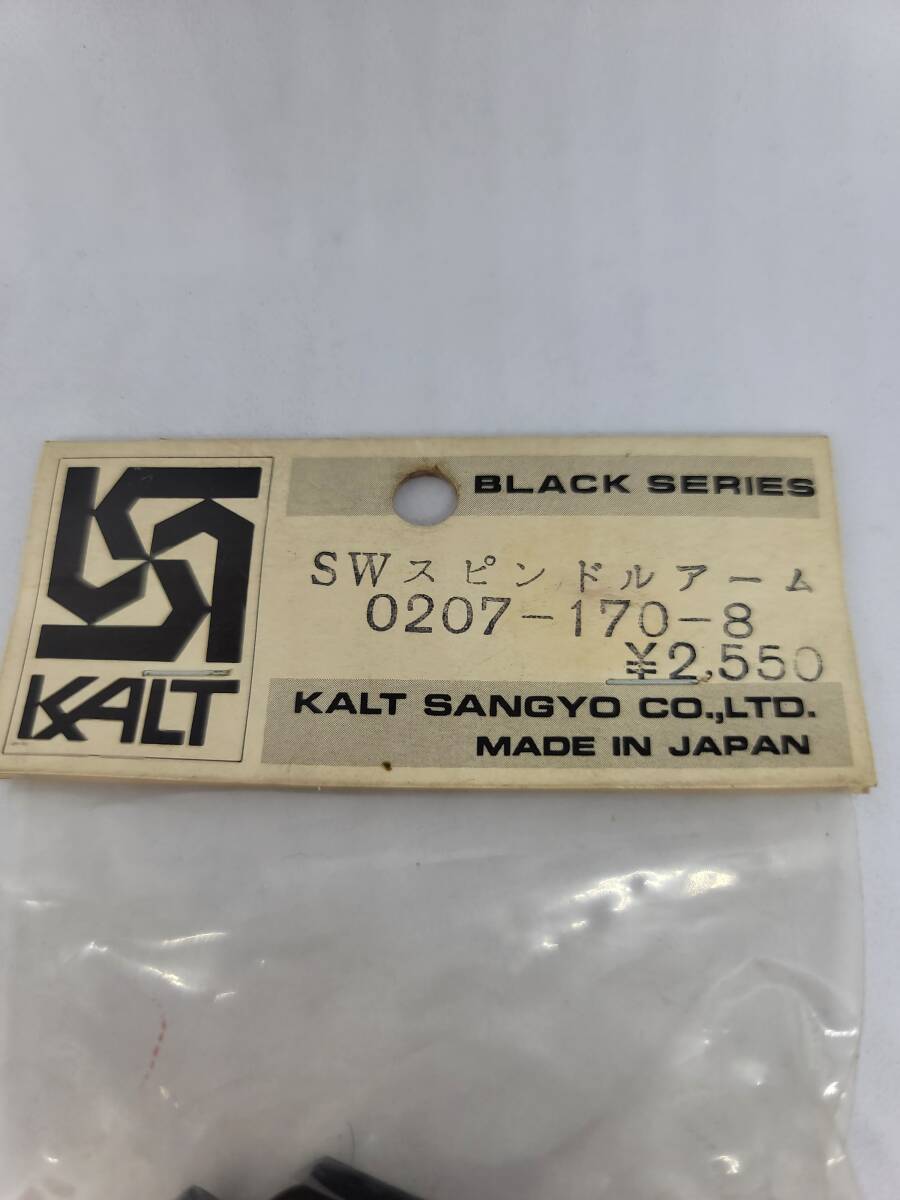 BLACK SERIES
SWスピンドルアーム
0207-170-8
¥2,550
KALT
KALT SANGYO CO.,LTD.
MADE IN JAPAN